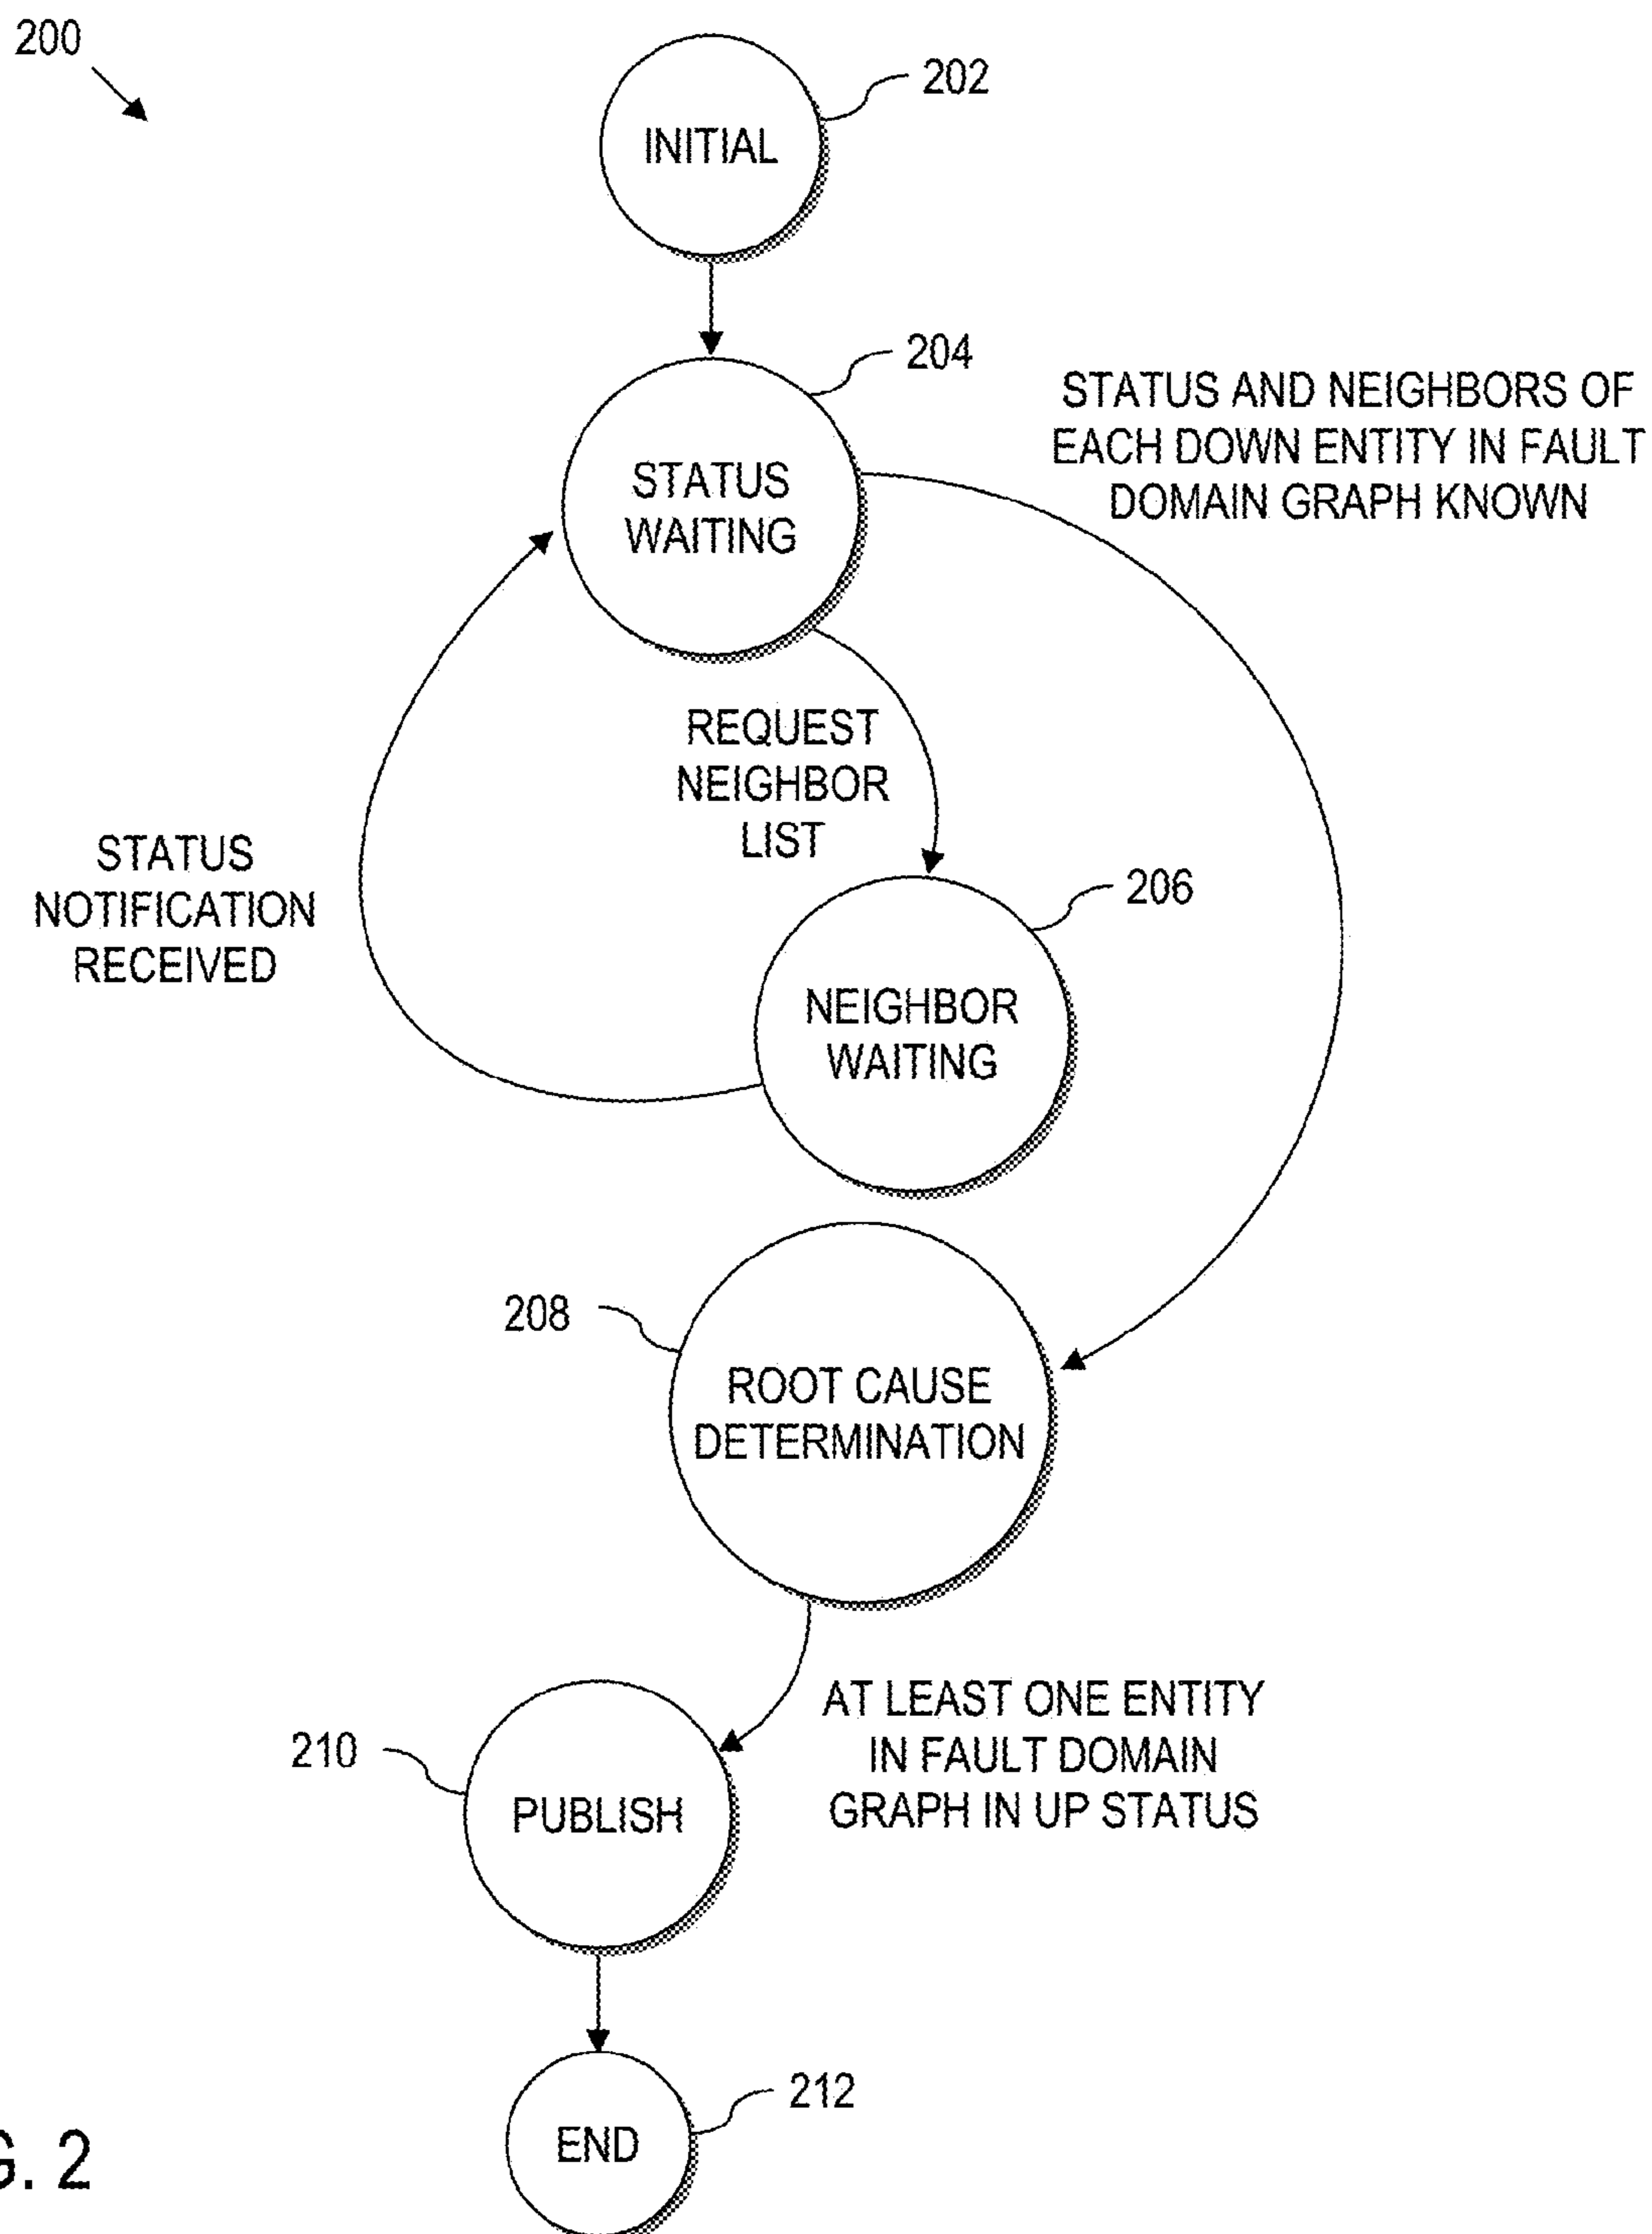 200
202
INITIAL
204
STATUS AND NEIGHBORS OF
EACH DOWN ENTITY IN FAULT
DOMAIN GRAPH KNOWN
STATUS
WAITING
REQUEST
NEIGHBOR
LIST
STATUS
NOTIFICATION
RECEIVED
206
NEIGHBOR
WAITING
208
ROOT CAUSE
DETERMINATION
AT LEAST ONE ENTITY
IN FAULT DOMAIN
GRAPH IN UP STATUS
210
PUBLISH
212
END
G. 2